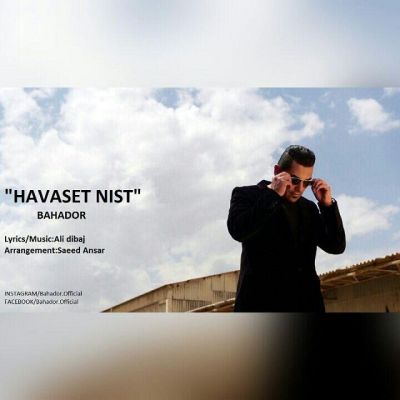 "HAVASET NIST"
BAHADOR
Lyrics/Music:Ali dibaj
Arrangement:Saeed Ansar
INSTAGRAM/Bahador.Official
FACEBOOK/Bahador.Official